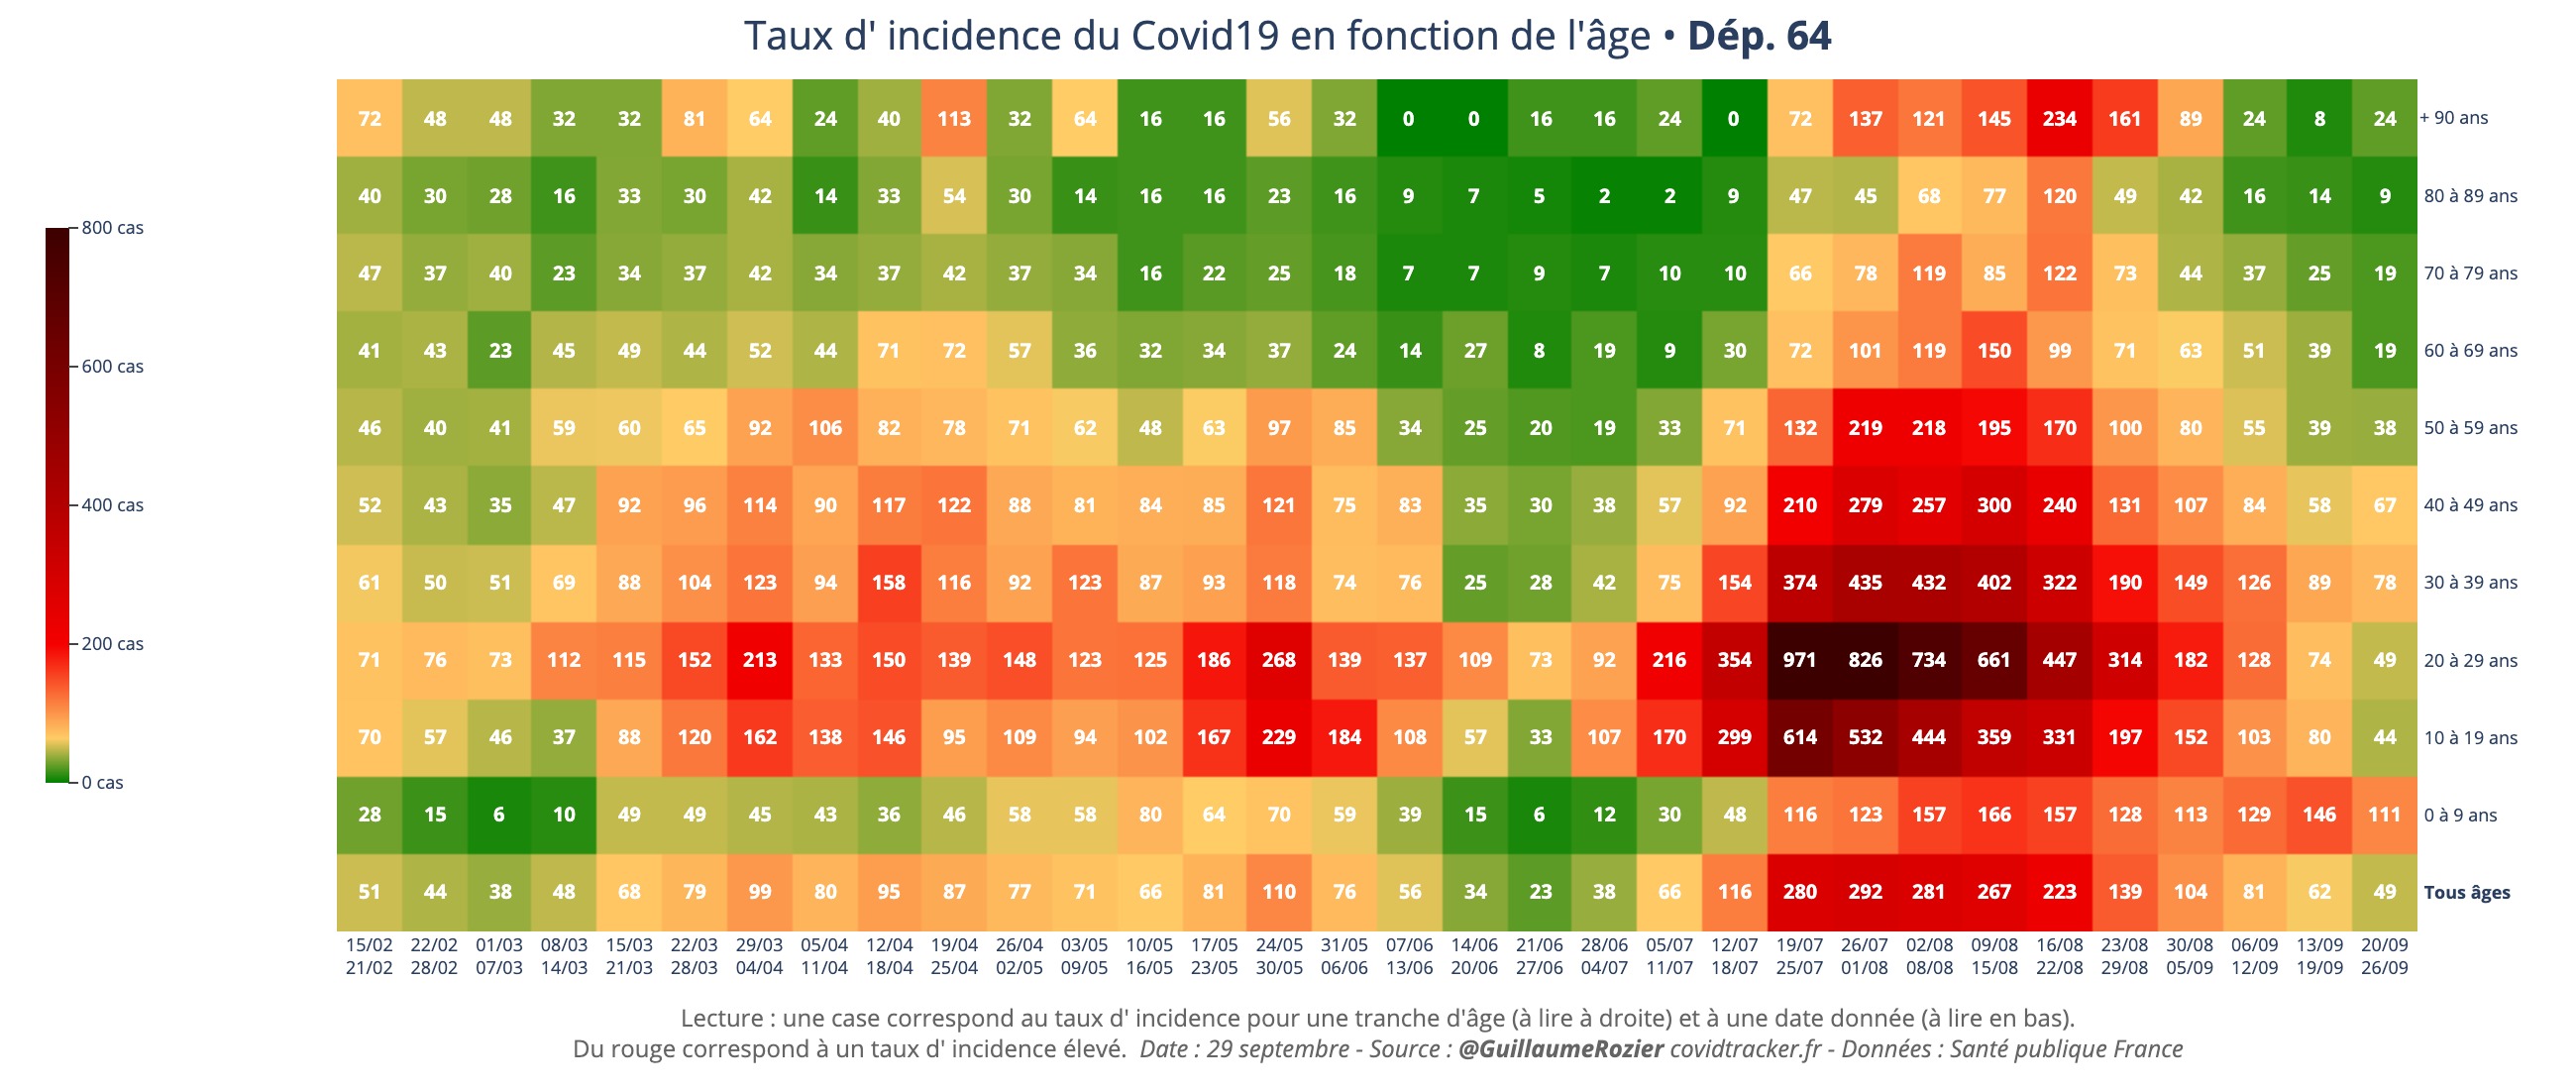 Taux d' incidence du Covid19 en fonction de l'âge • Dép. 64
72 48 48 32 32 81 64 24 40 113 32 64 16 16 56 32 0 0 16 16 24 0 72 137 121 145 234 161 89 24 8 24 + 90 ans
40 30 28 16 33 30 42 14 33 54 30 14 16 16 23 16 9 7 5 2 2 9 47 45 68 77 120 49 42 16 14 9 80 à 89 ans
800 cas
47 37 40 23 34 37 42 34 37 42 37 34 16 22 25 18 7 7 9 7 10 10 66 78 119 85 122 73 44 37 25 19 70 à 79 ans
41 43 23 45 49 44 52 44 71 72 57 36 32 34 37 24 14 27 8 19 9 30 72 101 119 150 99 71 63 51 39 19 60 à 69 ans
600 cas
46 40 41 59 60 65 92 106 82 78 71 62 48 63 97 85 34 25 20 19 33 71 132 219 218 195 170 100 80 55 39 38 50 à 59 ans
52 43 35 47 92 96 114 90 117 122 88 81 84 85 121 75 83 35 30 38 57 92 210 279 257 300 240 131 107 84 58 67 40 à 49 ans
400 cas
61 50 51 69 88 104 123 94 158 116 92 123 87 93 118 74 76 25 28 42 75 154 374 435 432 402 322 190 149 126 89 78 30 à 39 ans
200 cas
71 76 73 112 115 152 213 133 150 139 148 123 125 186 268 139 137 109 73 92 216 354 971 826 734 661 447 314 182 128 74 49 20 à 29 ans
70 57 46 37 88 120 162 138 146 95 109 94 102 167 229 184 108 57 33 107 170 299 614 532 444 359 331 197 152 103 80 44 10 à 19 ans
0 cas
28 15 6 10 49 49 45 43 36 46 58 58 80 64 70 59 39 15 6 12 30 48 116 123 157 166 157 128 113 129 146 111 0 à 9 ans
51 44 38 48 68 79 99 80 95 87 77 71 66 81 110 76 56 34 23 38 66 116 280 292 281 267 223 139 104 81 62 49 Tous âges
15/02 22/02 01/03 08/03 15/03 22/03 29/03 05/04 12/04 19/04 26/04 03/05 10/05 17/05 24/05 31/05 07/06 14/06 21/06 28/06 05/07 12/07 19/07 26/07 02/08 09/08 16/08 23/08 30/08 06/09 13/09 20/09
21/02 28/02 07/03 14/03 21/03 28/03 04/04 11/04 18/04 25/04 02/05 09/05 16/05 23/05 30/05 06/06 13/06 20/06 27/06 04/07 11/07 18/07 25/07 01/08 08/08 15/08 22/08 29/08 05/09 12/09 19/09 26/09
Lecture : une case correspond au taux d' incidence pour une tranche d'âge (à lire à droite) et à une date donnée (à lire en bas).
Du rouge correspond à un taux d' incidence élevé. Date : 29 septembre - Source : @GuillaumeRozier covidtracker.fr - Données : Santé publique France